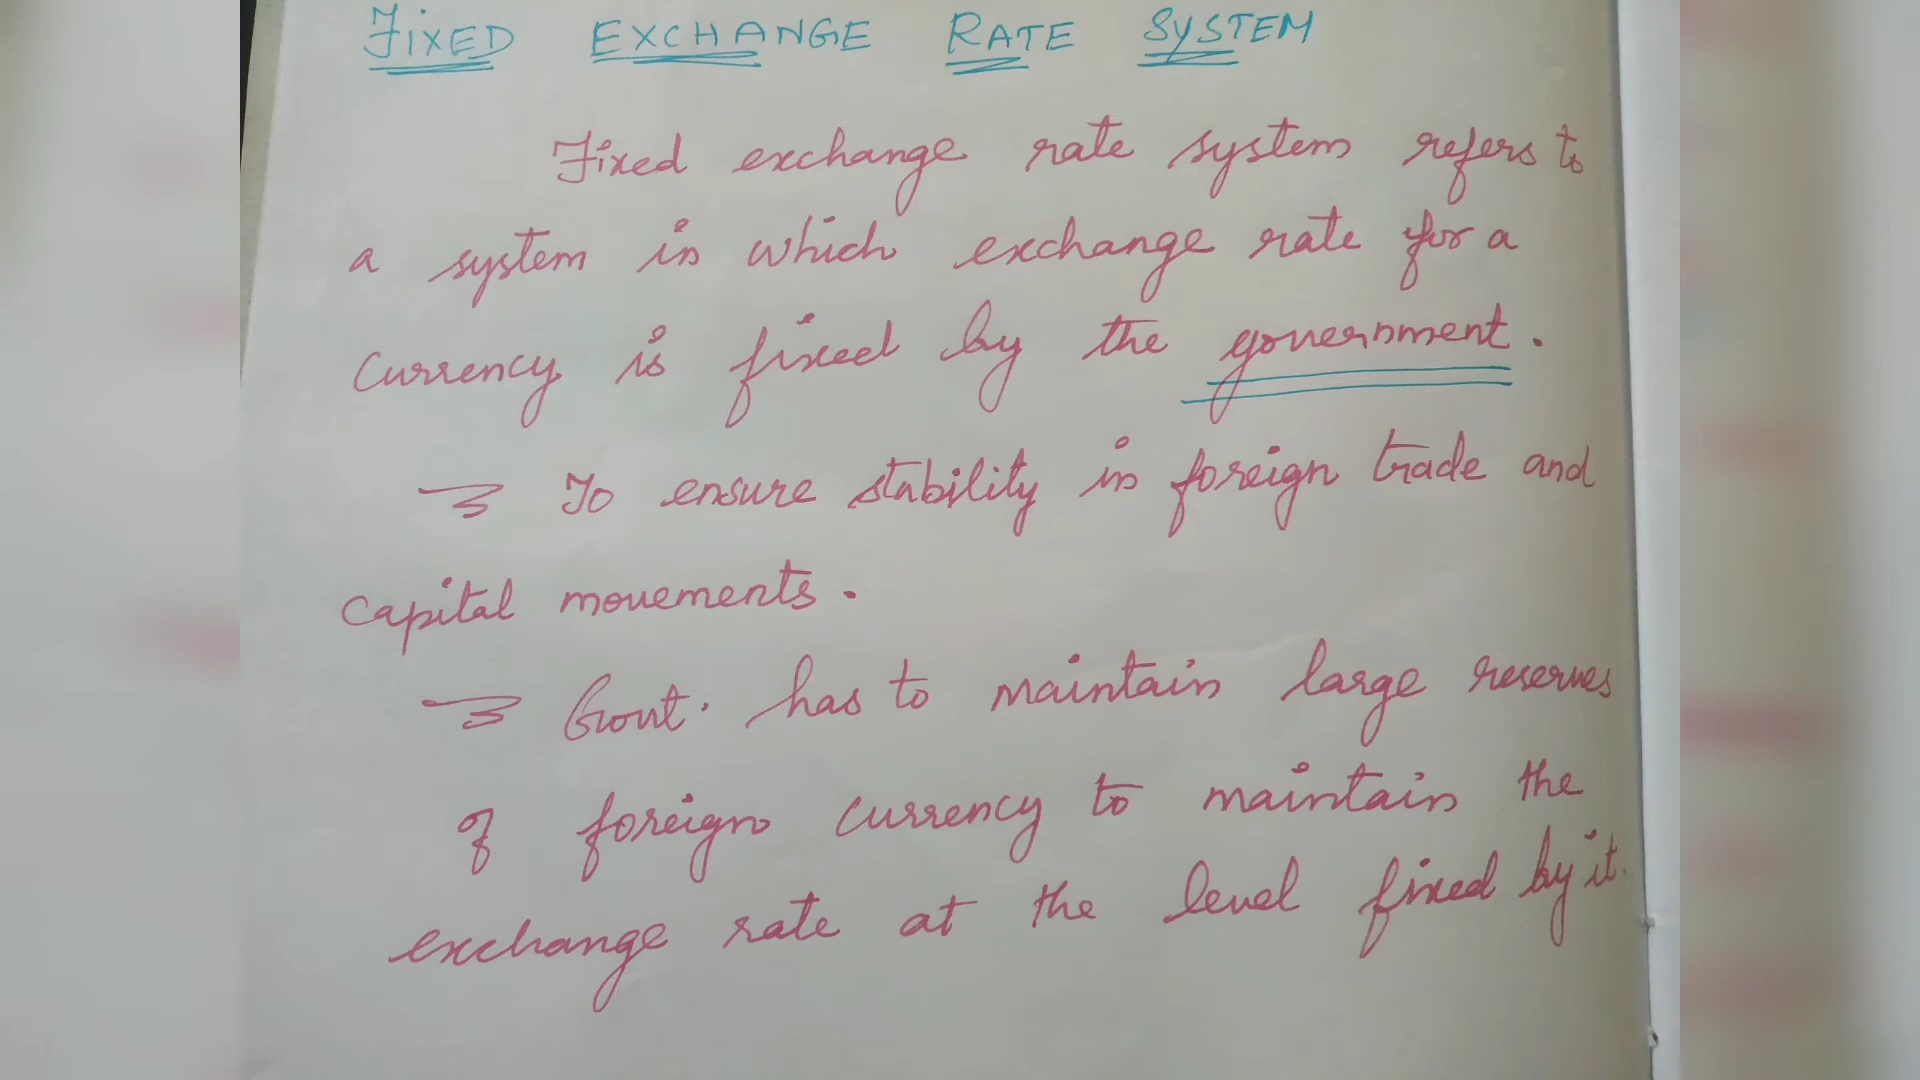 FIXED EXCHANGE RATE SYSTEM
Fixed exchange rate system refers to
a system in which exchange rate for a
currency is fixed by the government.
To ensure stability in foreign trade and
capital movements.
Govt. has to maintain large reserves
of foreign currency to maintain the
exchange rate at the level fixed by it.